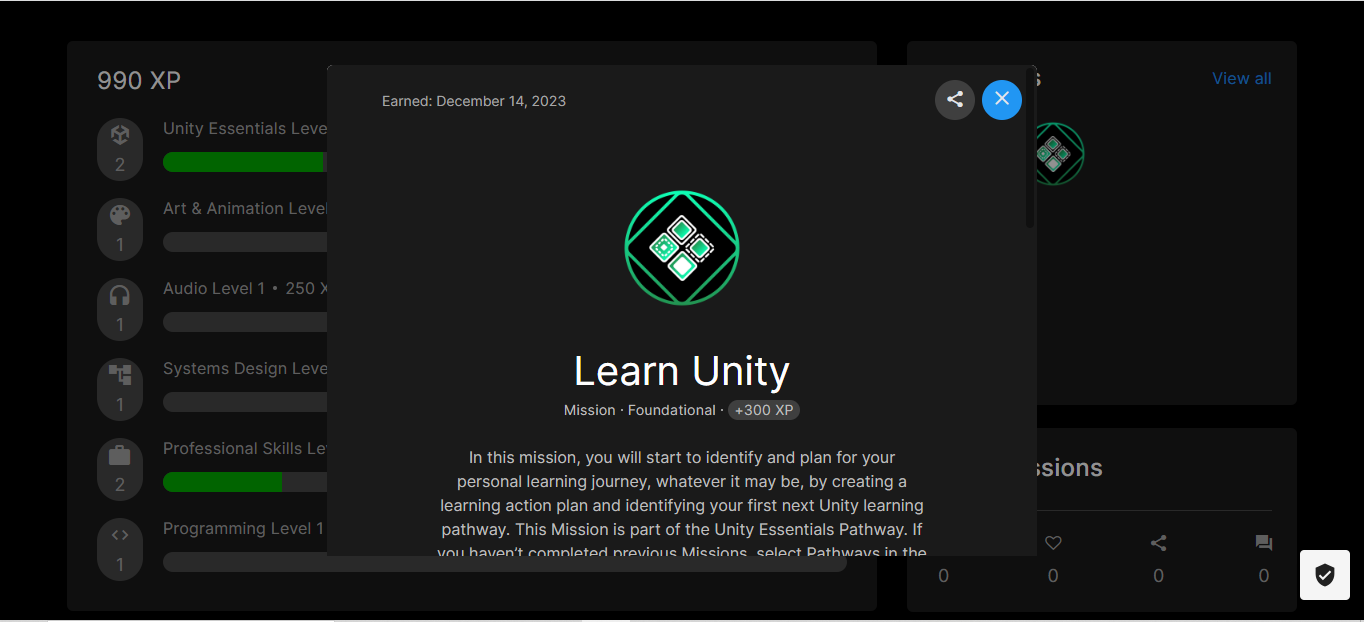 990 XP
2
Unity Essentials Leve
1
Art & Animation Level
1
Audio Level 1 • 250 X
1
Systems Design Leve
2
Professional Skills Le
1
Programming Level 1
Earned: December 14, 2023
Learn Unity
Mission · Foundational · +300 XP
In this mission, you will start to identify and plan for your
personal learning journey, whatever it may be, by creating a
learning action plan and identifying your first next Unity learning
pathway. This Mission is part of the Unity Essentials Pathway. If
you haven’t completed previous Missions, select Pathways in the
s
View all
ssions
0
0
0
0